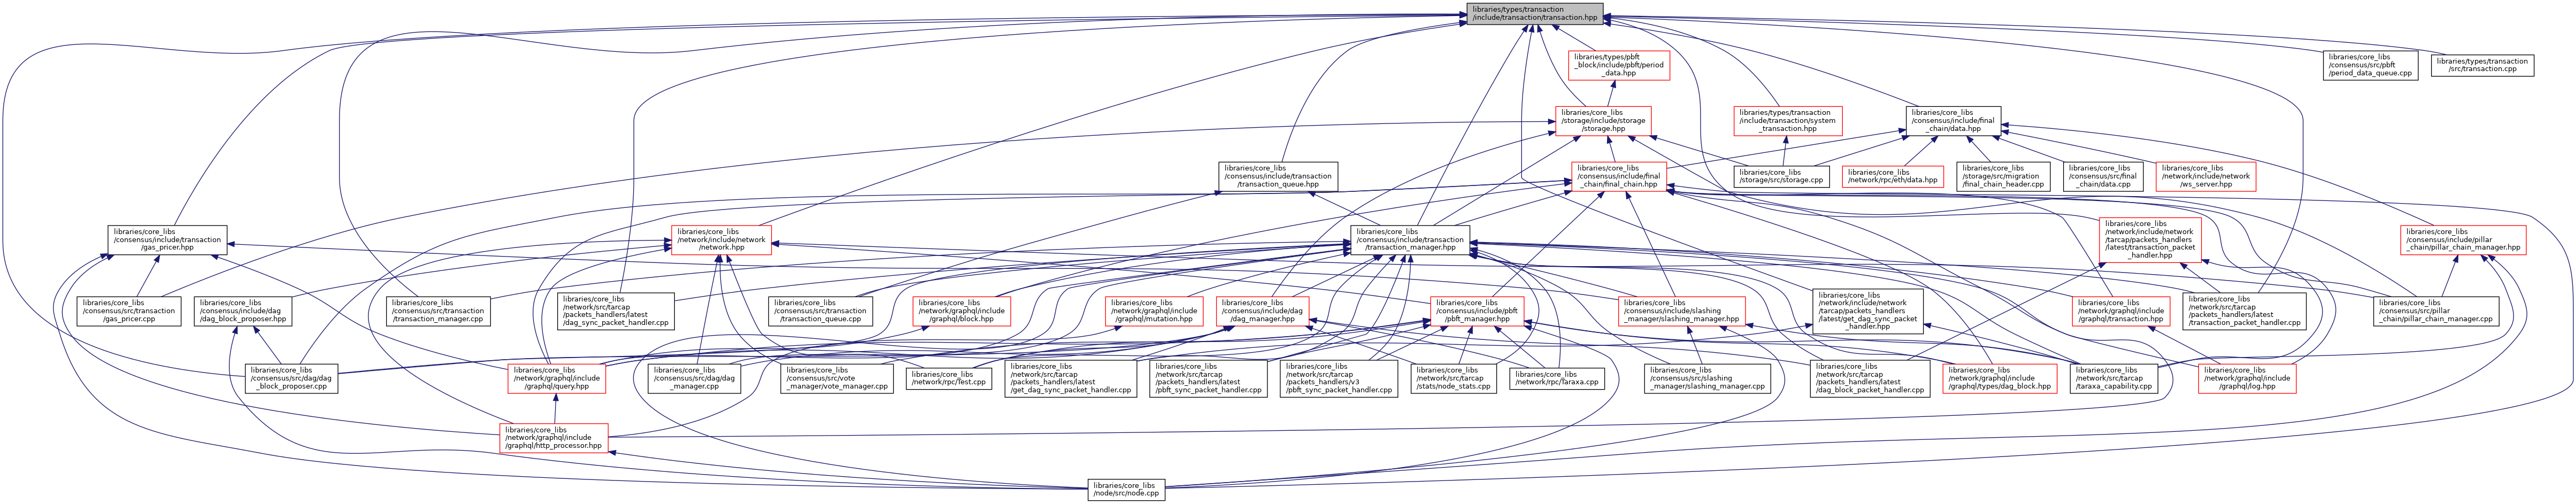 libraries/types/transaction
/include/transaction/transaction.hpp
libraries/types/pbft
_block/include/pbft/period
_data.hpp
libraries/core_libs
/consensus/src/pbft
/period_data_queue.cpp
libraries/types/transaction
/src/transaction.cpp
libraries/core_libs
/storage/include/storage
/storage.hpp
libraries/types/transaction
/include/transaction/system
_transaction.hpp
libraries/core_libs
/consensus/include/final
_chain/data.hpp
libraries/core_libs
/consensus/include/transaction
/transaction_queue.hpp
libraries/core_libs
/consensus/include/final
_chain/final_chain.hpp
libraries/core_libs
/storage/src/storage.cpp
libraries/core_libs
/network/rpc/eth/data.hpp
libraries/core_libs
/storage/src/migration
/final_chain_header.cpp
libraries/core_libs
/consensus/src/final
_chain/data.cpp
libraries/core_libs
/network/include/network
/ws_server.hpp
libraries/core_libs
/consensus/include/transaction
/gas_pricer.hpp
libraries/core_libs
/network/include/network
/network.hpp
libraries/core_libs
/consensus/include/transaction
/transaction_manager.hpp
libraries/core_libs
/network/include/network
/tarcap/packets_handlers
/latest/transaction_packet
_handler.hpp
libraries/core_libs
/consensus/include/pillar
_chain/pillar_chain_manager.hpp
libraries/core_libs
/consensus/src/transaction
/gas_pricer.cpp
libraries/core_libs
/consensus/include/dag
/dag_block_proposer.hpp
libraries/core_libs
/consensus/src/transaction
/transaction_manager.cpp
libraries/core_libs
/network/src/tarcap
/packets_handlers/latest
/dag_sync_packet_handler.cpp
libraries/core_libs
/consensus/src/transaction
/transaction_queue.cpp
libraries/core_libs
/network/graphql/include
/graphql/block.hpp
libraries/core_libs
/network/graphql/include
/graphql/mutation.hpp
libraries/core_libs
/consensus/include/dag
/dag_manager.hpp
libraries/core_libs
/consensus/include/pbft
/pbft_manager.hpp
libraries/core_libs
/consensus/include/slashing
_manager/slashing_manager.hpp
libraries/core_libs
/network/include/network
/tarcap/packets_handlers
/latest/get_dag_sync_packet
_handler.hpp
libraries/core_libs
/network/graphql/include
/graphql/transaction.hpp
libraries/core_libs
/network/src/tarcap
/packets_handlers/latest
/transaction_packet_handler.cpp
libraries/core_libs
/consensus/src/pillar
_chain/pillar_chain_manager.cpp
libraries/core_libs
/consensus/src/dag/dag
_block_proposer.cpp
libraries/core_libs
/network/graphql/include
/graphql/query.hpp
libraries/core_libs
/consensus/src/dag/dag
_manager.cpp
libraries/core_libs
/consensus/src/vote
_manager/vote_manager.cpp
libraries/core_libs
/network/rpc/Test.cpp
libraries/core_libs
/network/src/tarcap
/packets_handlers/latest
/get_dag_sync_packet_handler.cpp
libraries/core_libs
/network/src/tarcap
/packets_handlers/latest
/pbft_sync_packet_handler.cpp
libraries/core_libs
/network/src/tarcap
/packets_handlers/v3
/pbft_sync_packet_handler.cpp
libraries/core_libs
/network/src/tarcap
/stats/node_stats.cpp
libraries/core_libs
/network/rpc/Taraxa.cpp
libraries/core_libs
/consensus/src/slashing
_manager/slashing_manager.cpp
libraries/core_libs
/network/src/tarcap
/packets_handlers/latest
/dag_block_packet_handler.cpp
libraries/core_libs
/network/graphql/include
/graphql/types/dag_block.hpp
libraries/core_libs
/network/src/tarcap
/taraxa_capability.cpp
libraries/core_libs
/network/graphql/include
/graphql/log.hpp
libraries/core_libs
/network/graphql/include
/graphql/http_processor.hpp
libraries/core_libs
/node/src/node.cpp